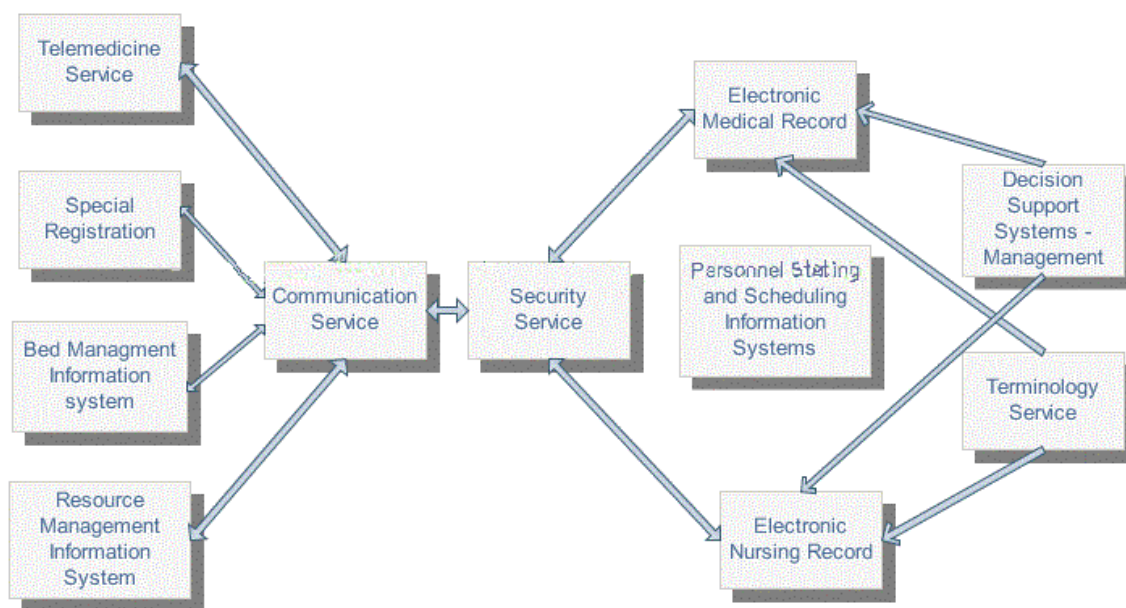 Telemedicine
Service
Special
Registration
Bed Managment
Information
system
Resource
Management
Information
System
Communication
Service
Security
Service
Electronic
Medical Record
Personnel
and Scheduling
Information
Systems
Electronic
Nursing Record
Decision
Support
Systems -
Management
Terminology
Service